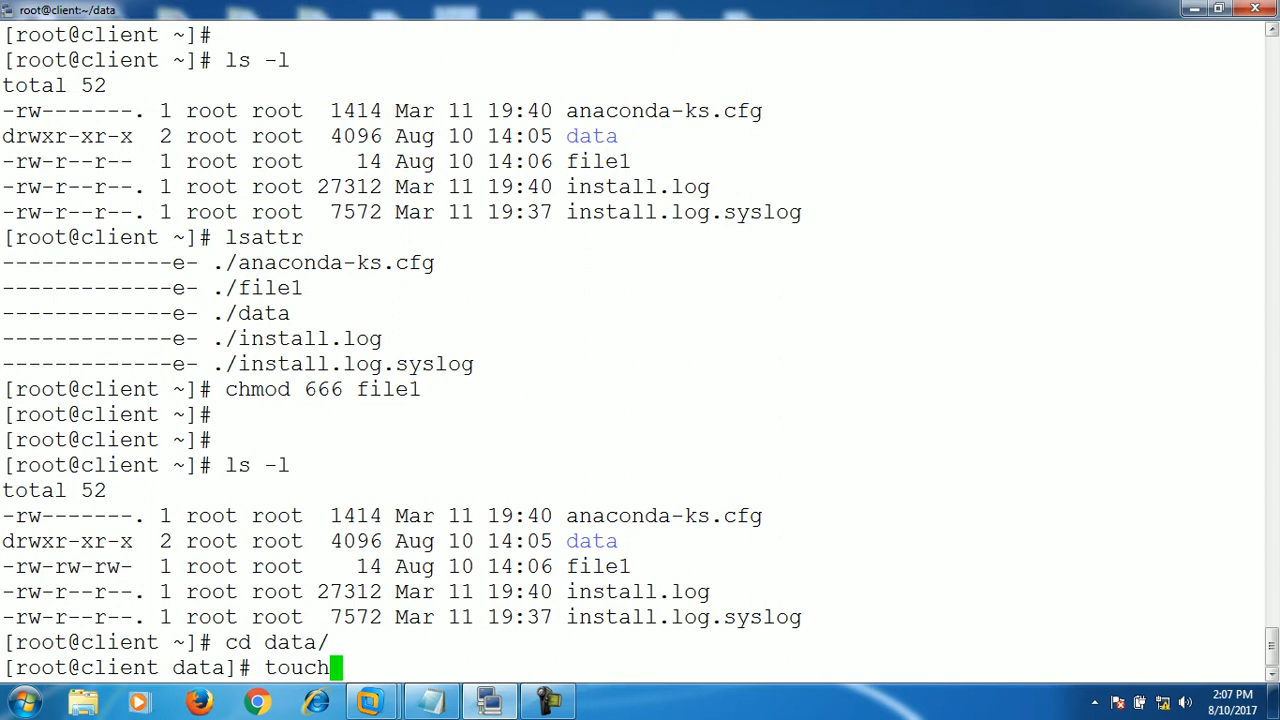 root@client:~/data
[root@client ~]#
[root@client ~]# ls -l
total 52
-rw-------. 1 root root  1414 Mar 11 19:40 anaconda-ks.cfg
drwxr-xr-x  2 root root  4096 Aug 10 14:05 data
-rw-r--r--  1 root root    14 Aug 10 14:06 file1
-rw-r--r--. 1 root root 27312 Mar 11 19:40 install.log
-rw-r--r--. 1 root root  7572 Mar 11 19:37 install.log.syslog
[root@client ~]# lsattr
-------------e- ./anaconda-ks.cfg
-------------e- ./file1
-------------e- ./data
-------------e- ./install.log
-------------e- ./install.log.syslog
[root@client ~]# chmod 666 file1
[root@client ~]#
[root@client ~]#
[root@client ~]# ls -l
total 52
-rw-------. 1 root root  1414 Mar 11 19:40 anaconda-ks.cfg
drwxr-xr-x  2 root root  4096 Aug 10 14:05 data
-rw-rw-rw-  1 root root    14 Aug 10 14:06 file1
-rw-r--r--. 1 root root 27312 Mar 11 19:40 install.log
-rw-r--r--. 1 root root  7572 Mar 11 19:37 install.log.syslog
[root@client ~]# cd data/
[root@client data]# touch
2:07 PM
8/10/2017